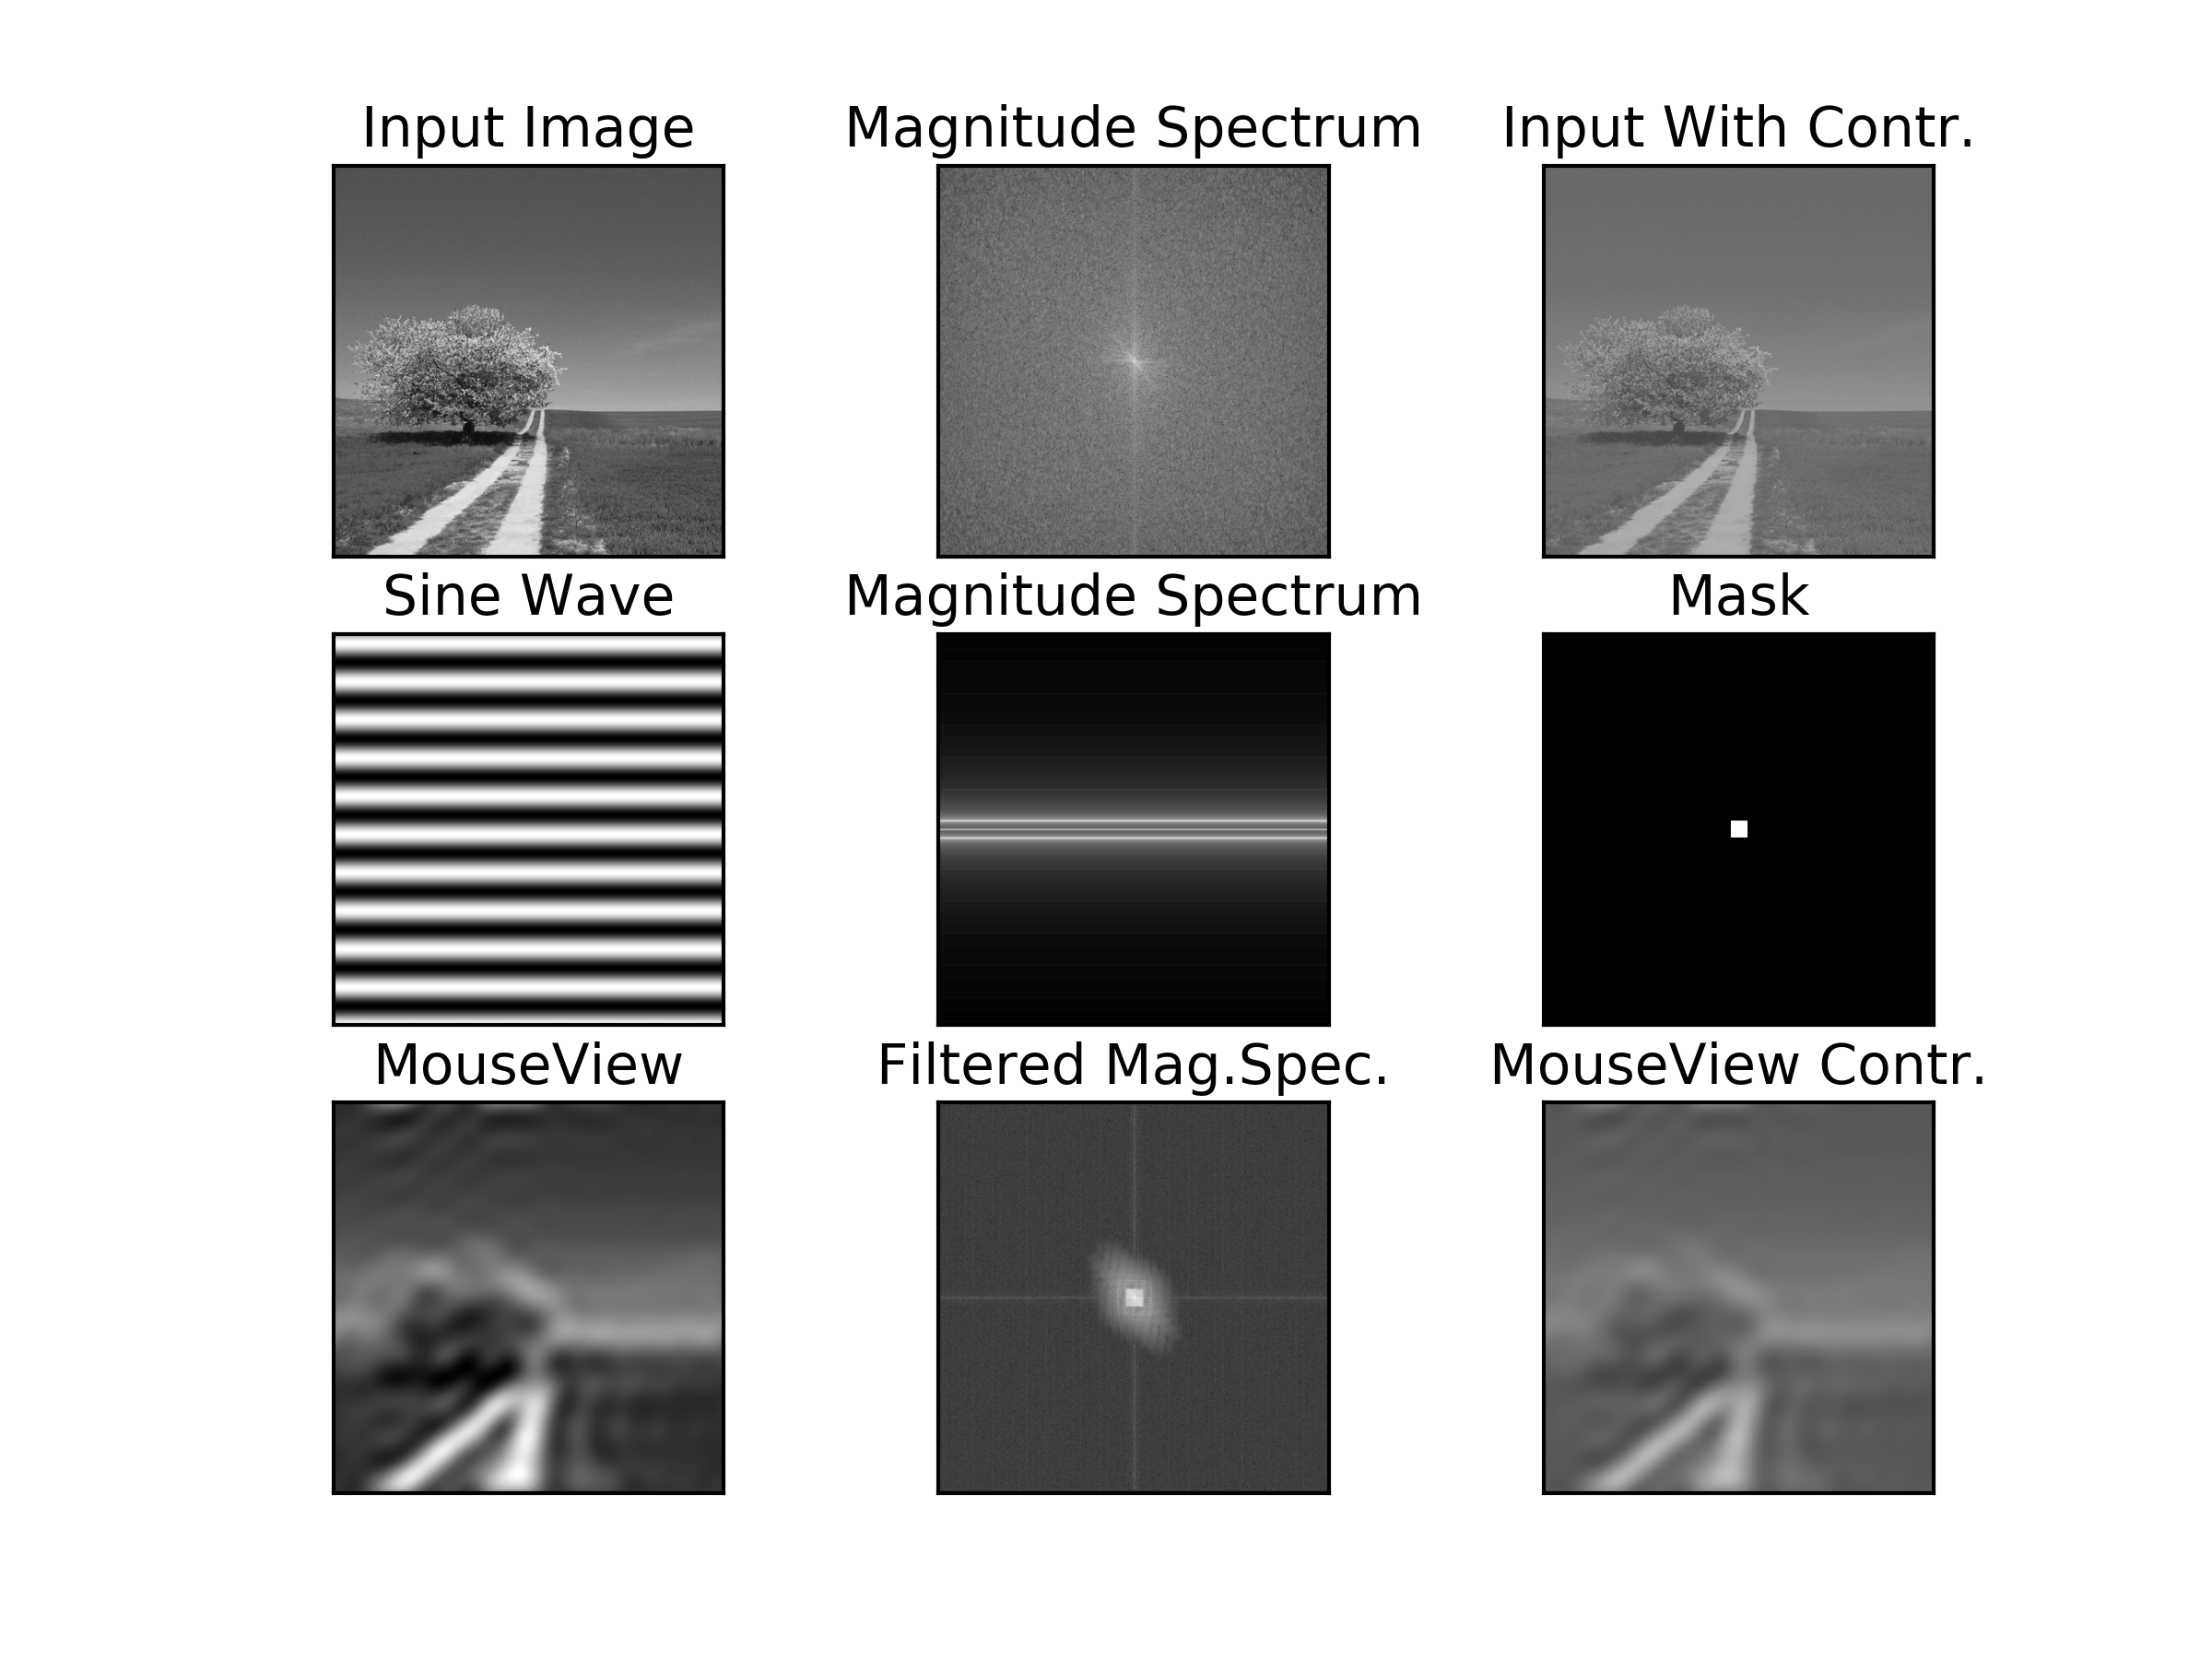 Input Image
Magnitude Spectrum
Input With Contr.
Sine Wave
Magnitude Spectrum
Mask
MouseView
Filtered Mag.Spec.
MouseView Contr.